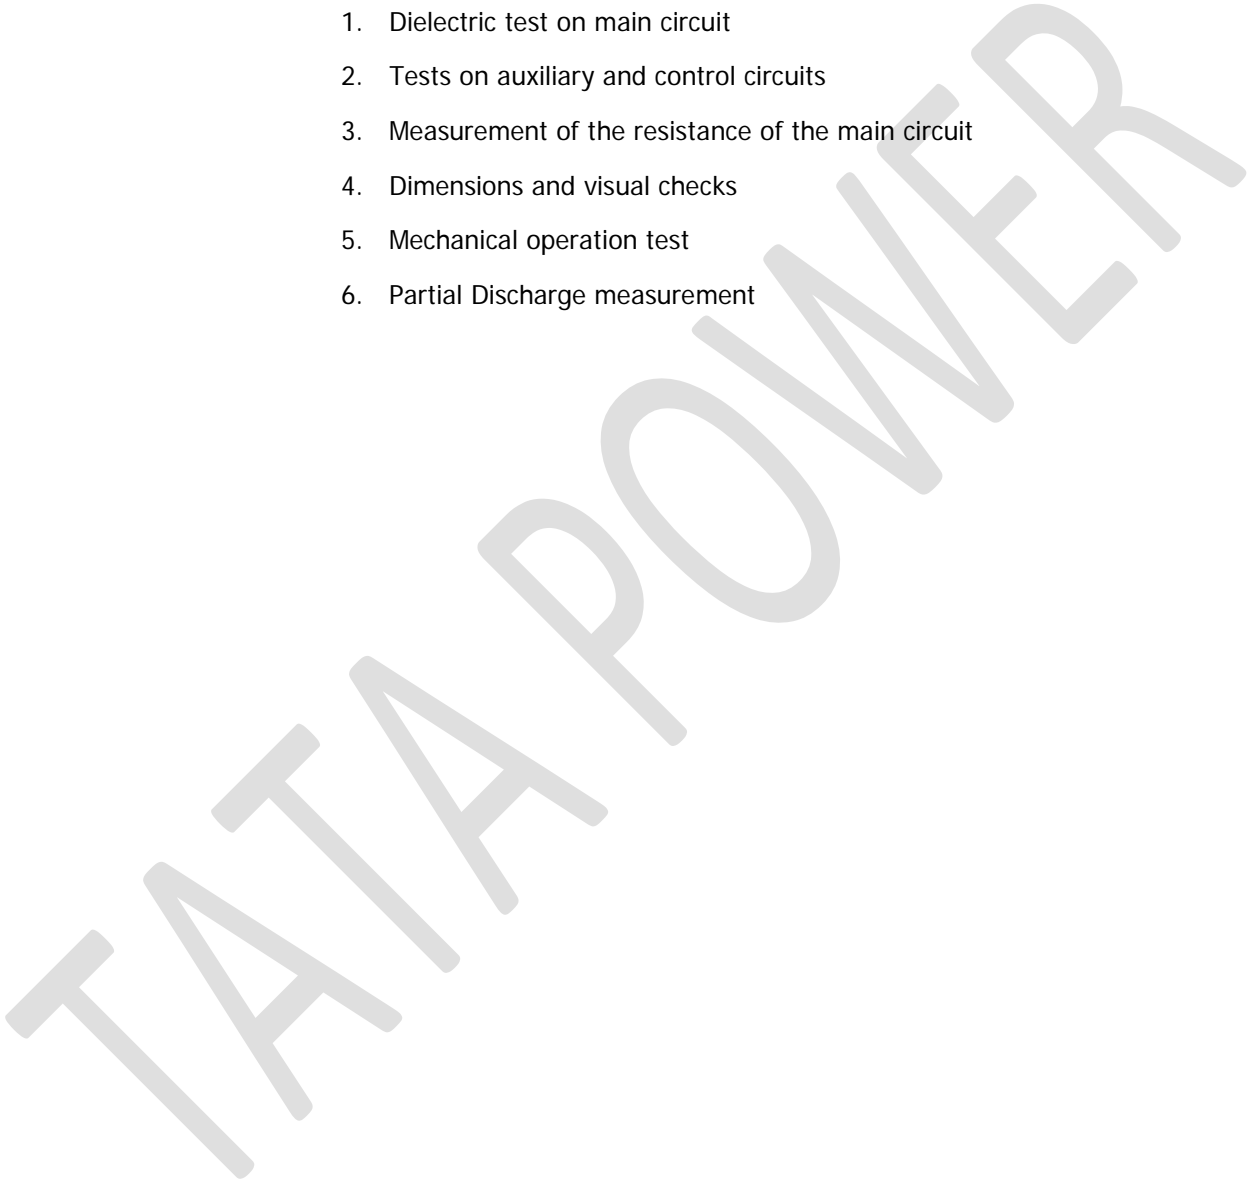 1. Dielectric test on main circuit
2. Tests on auxiliary and control circuits
3. Measurement of the resistance of the main circuit
4. Dimensions and visual checks
5. Mechanical operation test
6. Partial Discharge measurement
TATA POWER